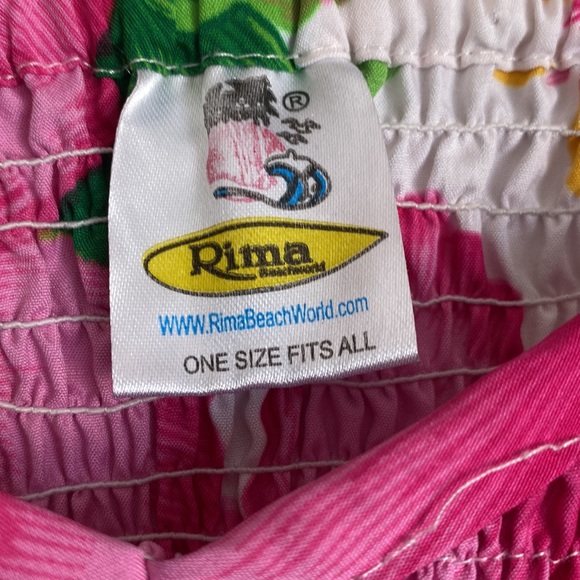 ®
Rima
Beachworld
www.RimaBeachWorld.com
ONE SIZE FITS ALL